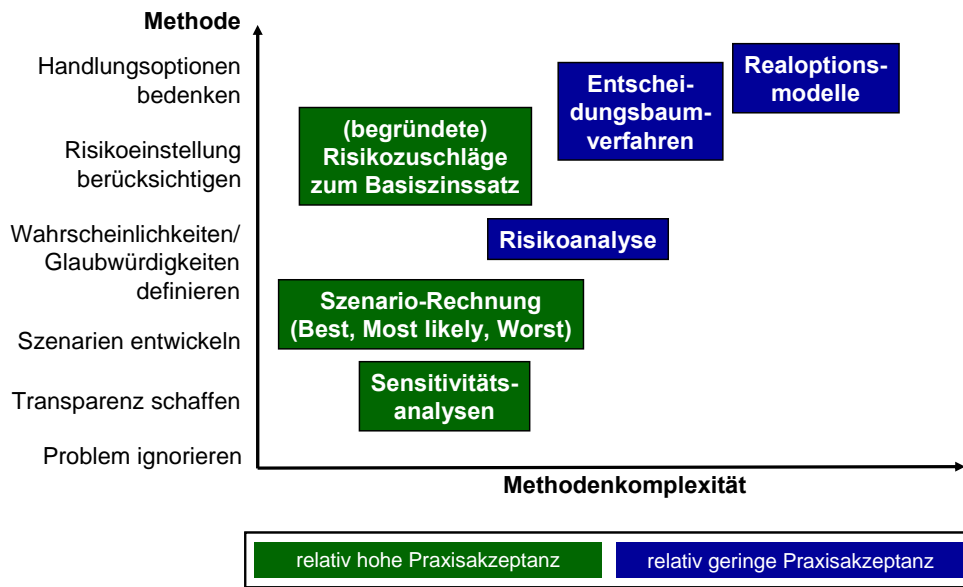 Methode
Handlungsoptionen
bedenken
Risikoeinstellung
berücksichtigen
Wahrscheinlichkeiten/
Glaubwürdigkeiten
definieren
Szenarien entwickeln
Transparenz schaffen
Problem ignorieren
Realoptions-
modelle
Entschei-
dungsbaum-
verfahren
(begründete)
Risikozuschläge
zum Basiszinssatz
Risikoanalyse
Szenario-Rechnung
(Best, Most likely, Worst)
Sensitivitäts-
analysen
Methodenkomplexität
relativ hohe Praxisakzeptanz
relativ geringe Praxisakzeptanz